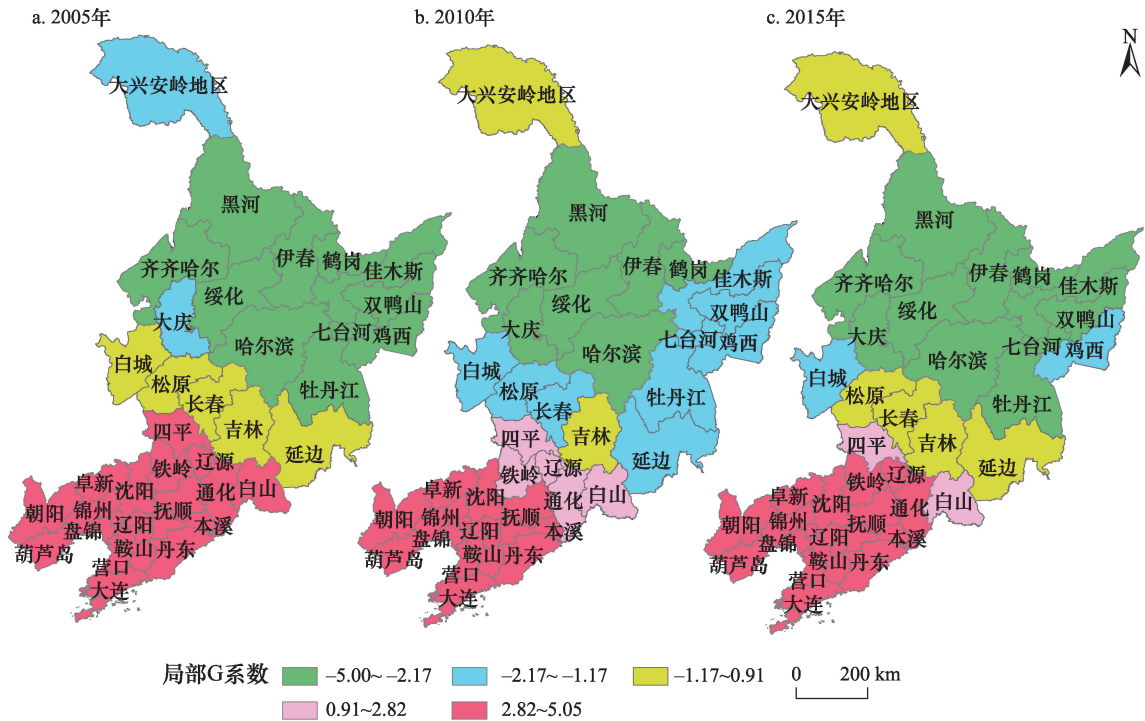 a. 2005年
b. 2010年
c. 2015年
N
大兴安岭地区
黑河
齐齐哈尔
伊春
鹤岗
佳木斯
绥化
双鸭山
大庆
七台河
鸡西
哈尔滨
白城
松原
牡丹江
长春
吉林
四平
延边
铁岭
辽源
阜新
沈阳
通化
白山
朝阳
锦州
抚顺
盘锦
辽阳
本溪
葫芦岛
鞍山
丹东
营口
大连
大兴安岭地区
黑河
齐齐哈尔
伊春
鹤岗
佳木斯
绥化
双鸭山
大庆
七台河
鸡西
哈尔滨
白城
松原
牡丹江
长春
吉林
四平
延边
铁岭
辽源
阜新
沈阳
通化
白山
朝阳
锦州
抚顺
盘锦
辽阳
本溪
葫芦岛
鞍山
丹东
营口
大连
大兴安岭地区
黑河
齐齐哈尔
伊春
鹤岗
佳木斯
绥化
双鸭山
大庆
七台河
鸡西
哈尔滨
白城
松原
牡丹江
长春
吉林
四平
延边
铁岭
辽源
阜新
沈阳
通化
白山
朝阳
锦州
抚顺
盘锦
辽阳
本溪
葫芦岛
鞍山
丹东
营口
大连
局部G系数
–5.00~ –2.17
–2.17~ –1.17
–1.17~0.91
0 200 km
0.91~2.82
2.82~5.05